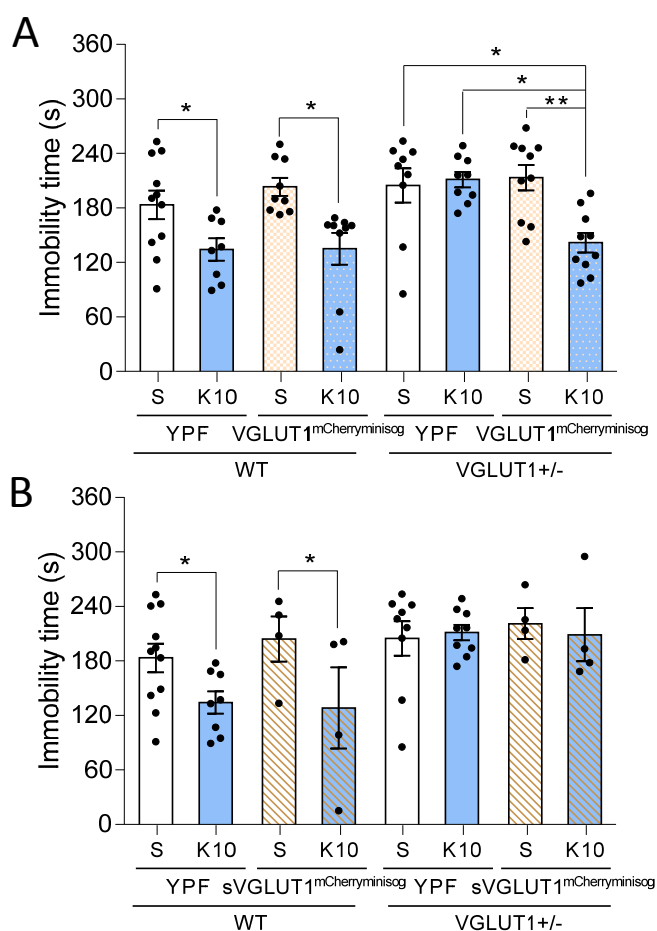 A
Immobility time (s)
360
300
240
180
120
60
0
* * * * **
S K10 S K10 S K10 S K10
YPF VGLUT1mCherryminisog YPF VGLUT1mCherryminisog
WT VGLUT1+/-
B
Immobility time (s)
360
300
240
180
120
60
0
* *
S K10 S K10 S K10 S K10
YPF sVGLUT1mCherryminisog YPF sVGLUT1mCherryminisog
WT VGLUT1+/-